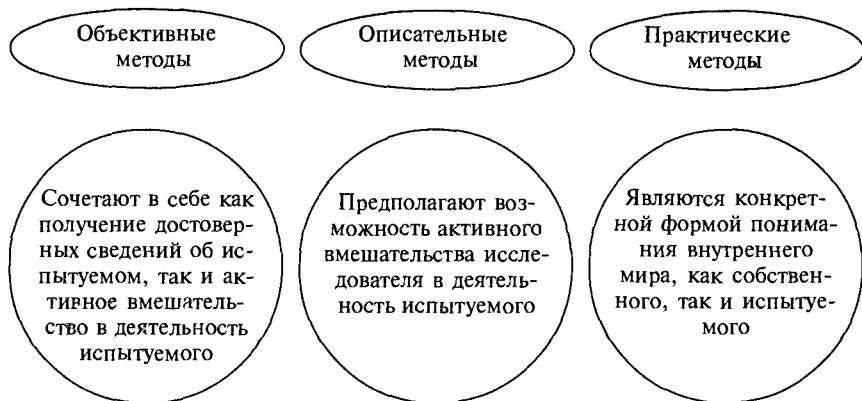 Объективные
методы
Описательные
методы
Практические
методы
Сочетают в себе как
получение достовер-
ных сведений об ис-
пытуемом, так и ак-
тивное вмешатель-
ство в деятельность
испытуемого
Предполагают воз-
можность активного
вмешательства иссле-
дователя в деятель-
ность испытуемого
Являются конкрет-
ной формой понима-
ния внутреннего
мира, как собствен-
ного, так и испытуе-
мого